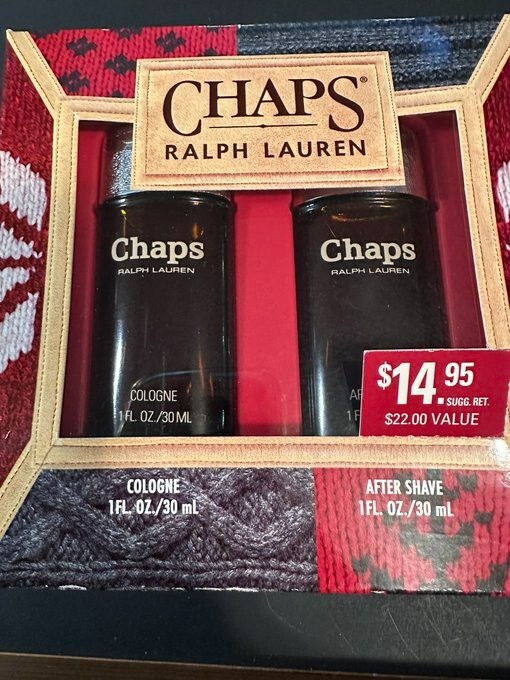 CHAPS®
RALPH LAUREN
Chaps
RALPH LAUREN
COLOGNE
1 FL. OZ./30 ML
Chaps
RALPH LAUREN
$14.95
SUGG. RET.
$22.00 VALUE
COLOGNE
1FL. OZ./30 mL
AFTER SHAVE
1FL. OZ./30 mL